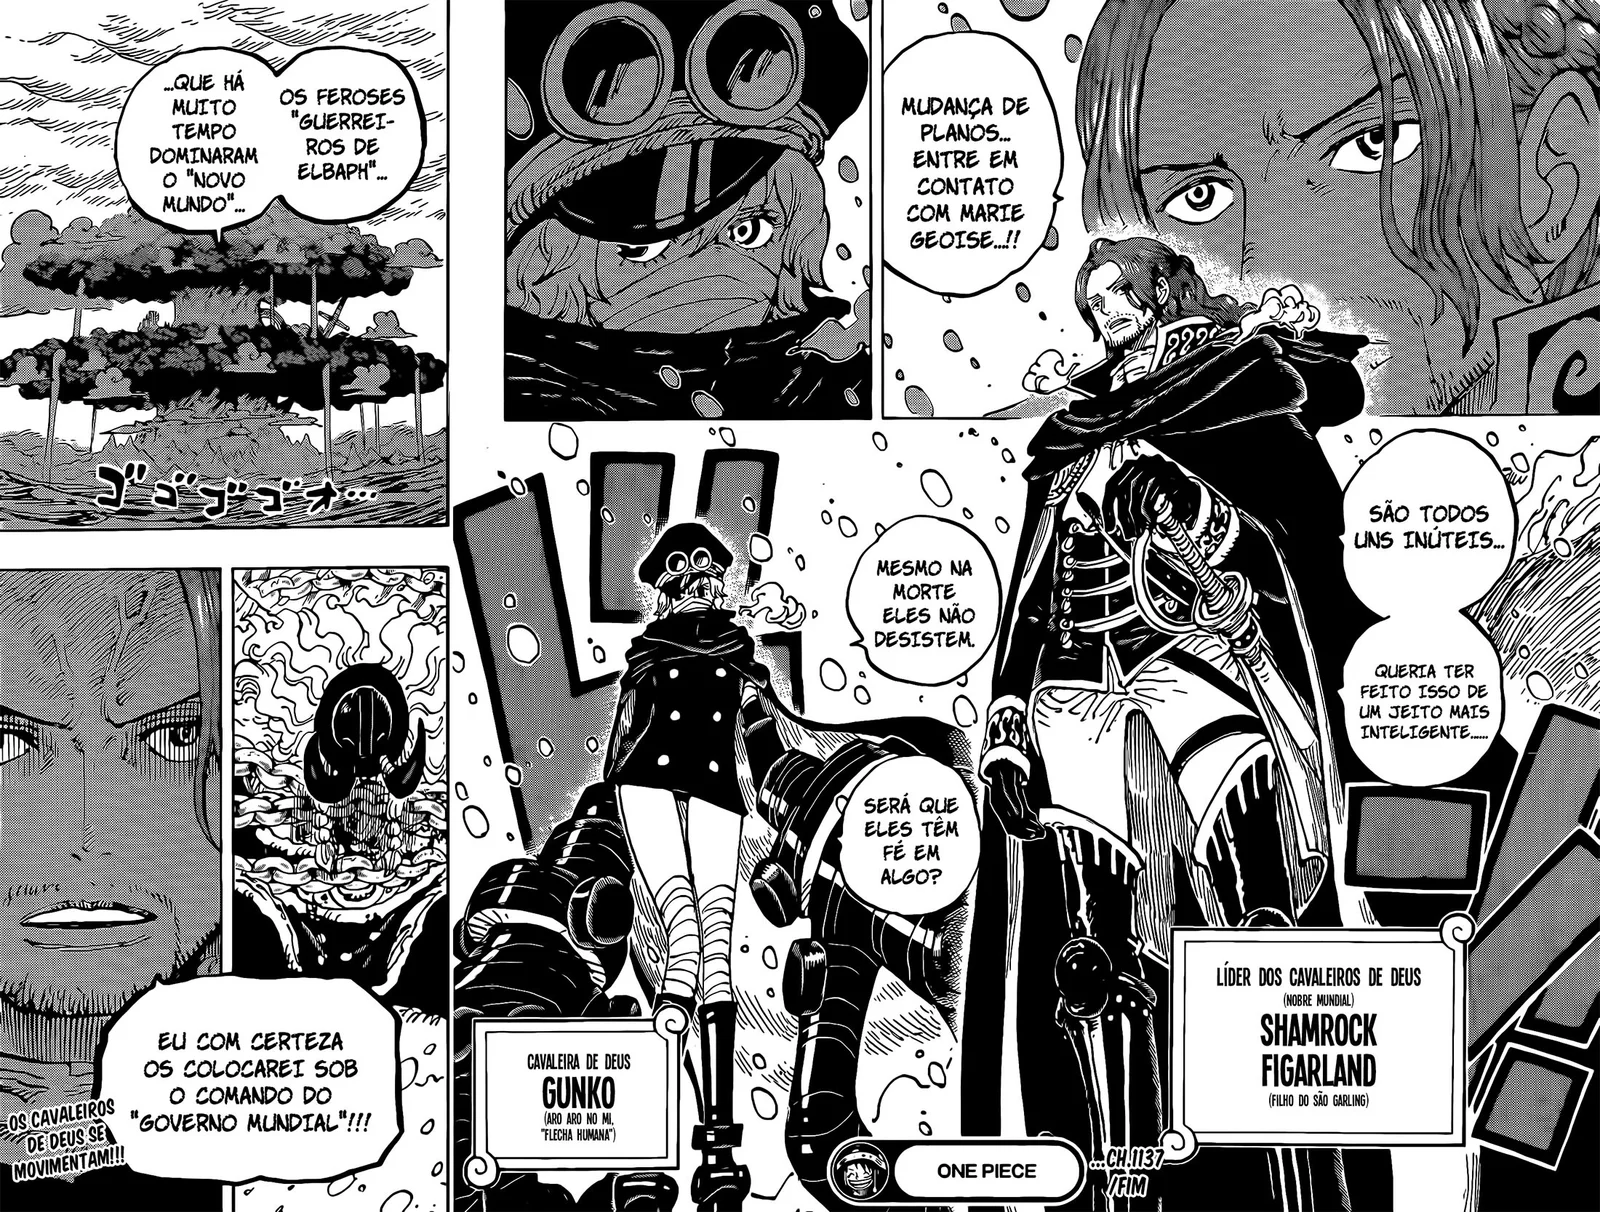 MUDANÇA DE
PLANOS...
ENTRE EM
CONTATO
COM MARIE
GEOISE...!!
SÃO TODOS
UNS INÚTEIS...
QUERIA TER
FEITO ISSO DE
UM JEITO MAIS
INTELIGENTE......
MESMO NA
MORTE
ELES NÃO
DESISTEM.
SERÁ QUE
ELES TÊM
FÉ EM
ALGO?
LÍDER DOS CAVALEIROS DE DEUS
(NOBRE MUNDIAL)
SHAMROCK
FIGARLAND
(FILHO DO SÃO GARLING)
CAVALEIRA DE DEUS
GUNKO
(ARO ARO NO MI,
"FLECHA HUMANA")
OS FEROSES
"GUERREI-
ROS DE
ELBAPH"...
...QUE HÁ
MUITO
TEMPO
DOMINARAM
O "NOVO
MUNDO"...
ゴゴゴゴオ...
EU COM CERTEZA
OS COLOCAREI SOB
O COMANDO DO
"GOVERNO MUNDIAL"!!!
OS CAVALEIROS
DE DEUS SE
MOVIMENTAM!!!
ONE PIECE
...CH.1137
/FIM